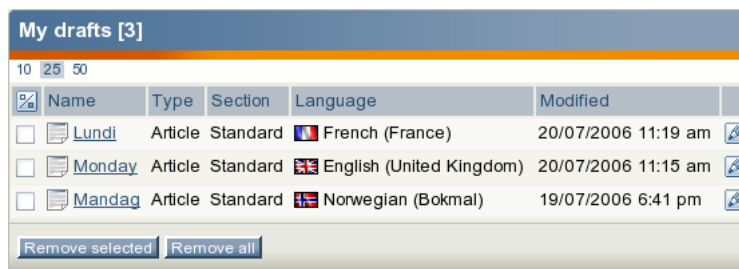 My drafts [3]
10 25 50
Name Type Section Language Modified
Lundi Article Standard French (France) 20/07/2006 11:19 am
Monday Article Standard English (United Kingdom) 20/07/2006 11:15 am
Mandag Article Standard Norwegian (Bokmal) 19/07/2006 6:41 pm
Remove selected Remove all